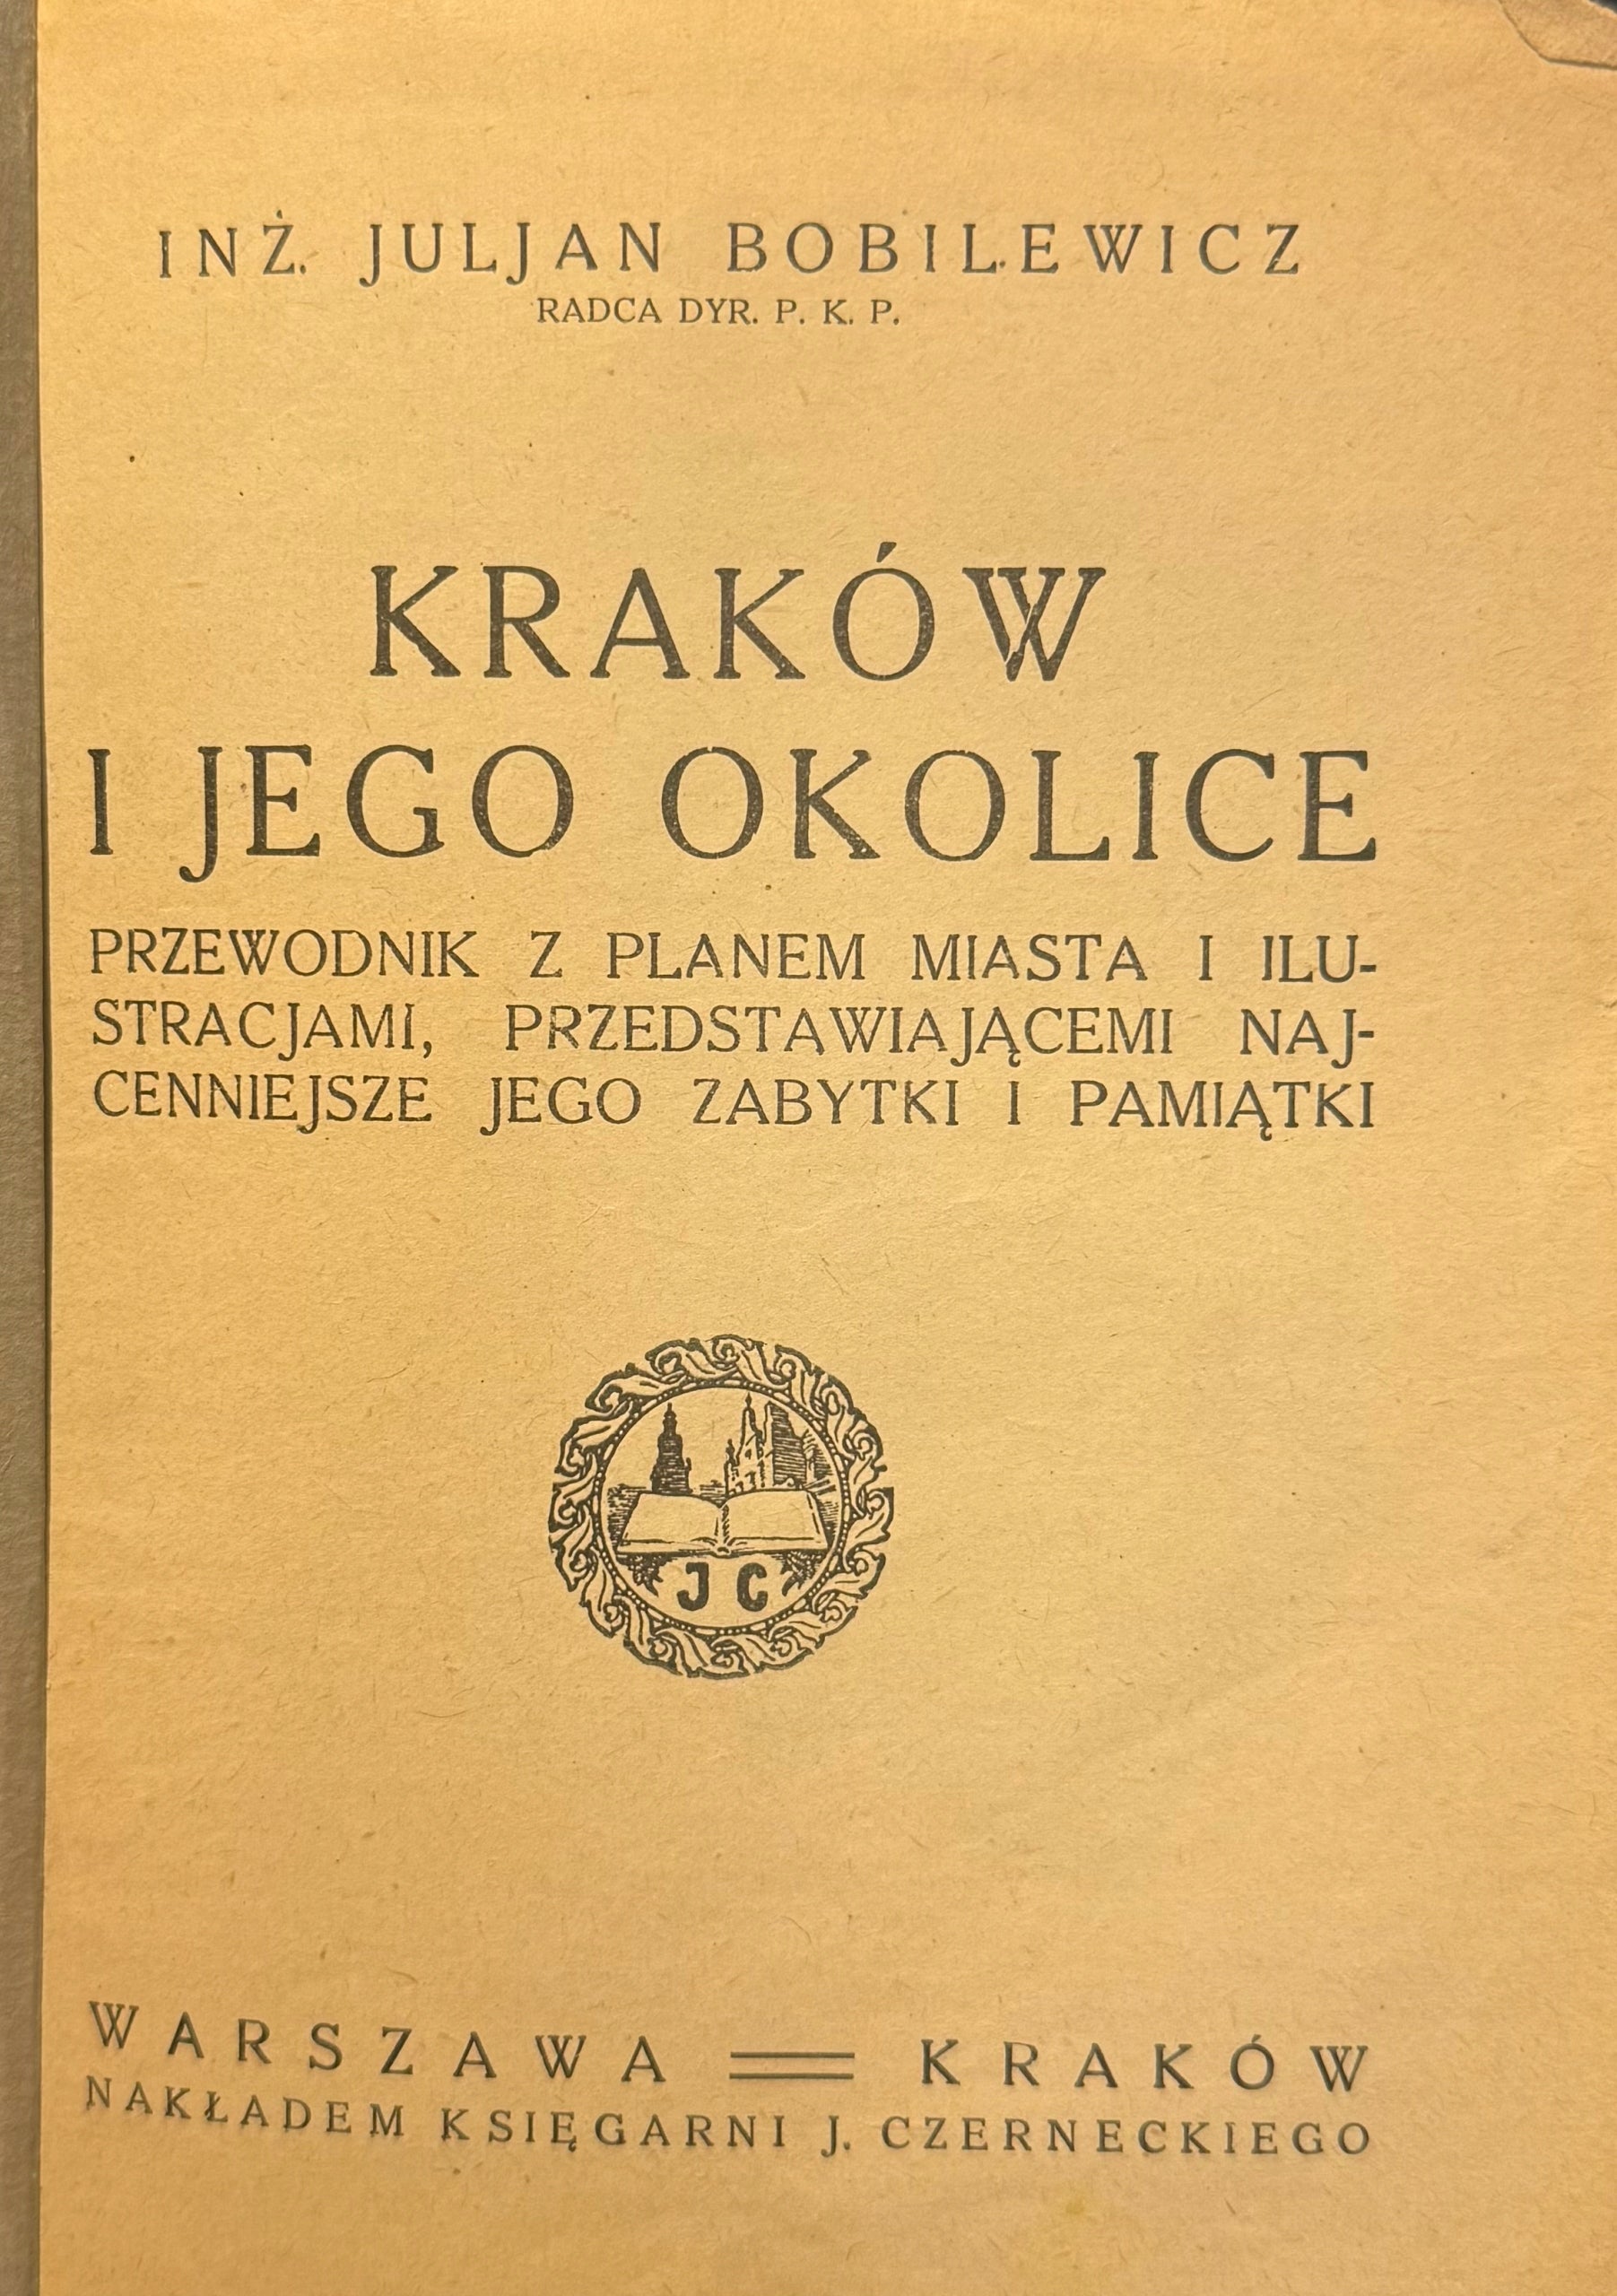 INŻ. JULJAN BOBILEWICZ
RADCA DYR. P. K. P.
KRAKÓW
I JEGO OKOLICE
PRZEWODNIK Z PLANEM MIASTA I ILU-
STRACJAMI, PRZEDSTAWIAJĄCEMI NAJ-
CENNIEJSZE JEGO ZABYTKI I PAMIĄTKI
J C
WARSZAWA = KRAKÓW
NAKŁADEM KSIĘGARNI J. CZERNECKIEGO